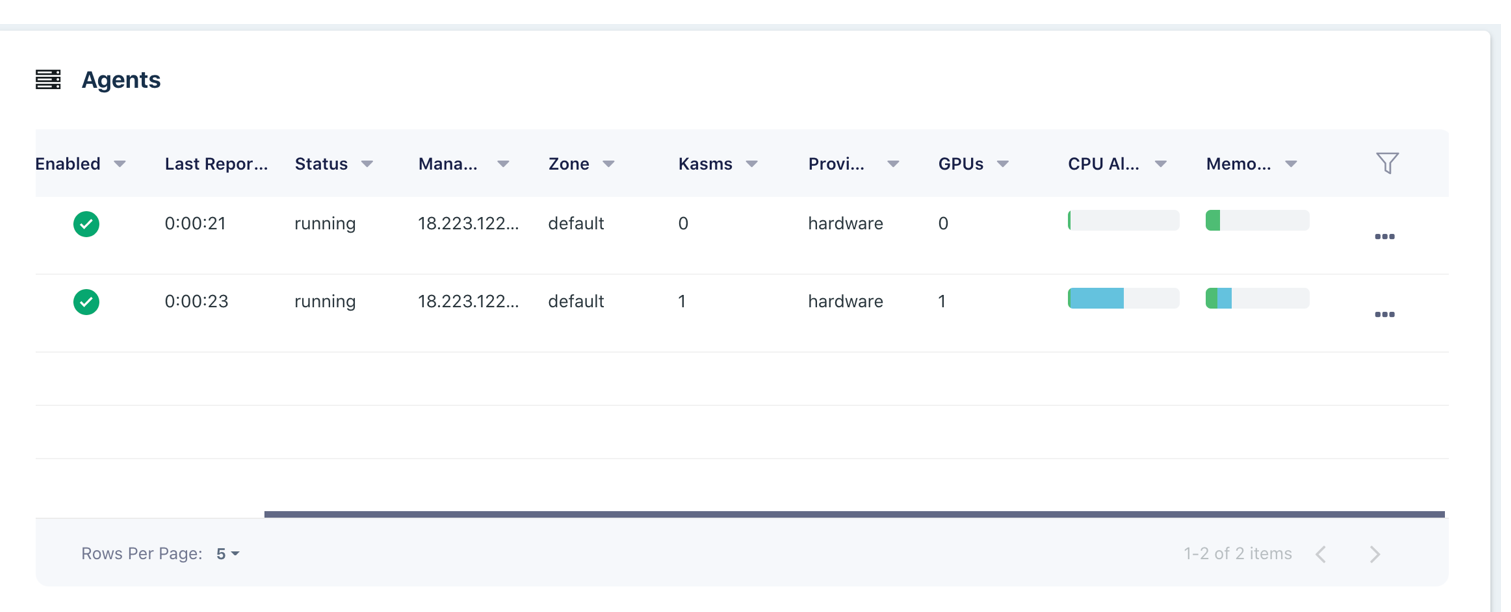 Agents
Enabled Last Repor... Status Mana... Zone Kasms Provi... GPUs CPU Al... Memo...
0:00:21 running 18.223.122... default 0 hardware 0
0:00:23 running 18.223.122... default 1 hardware 1
Rows Per Page: 5 1-2 of 2 items